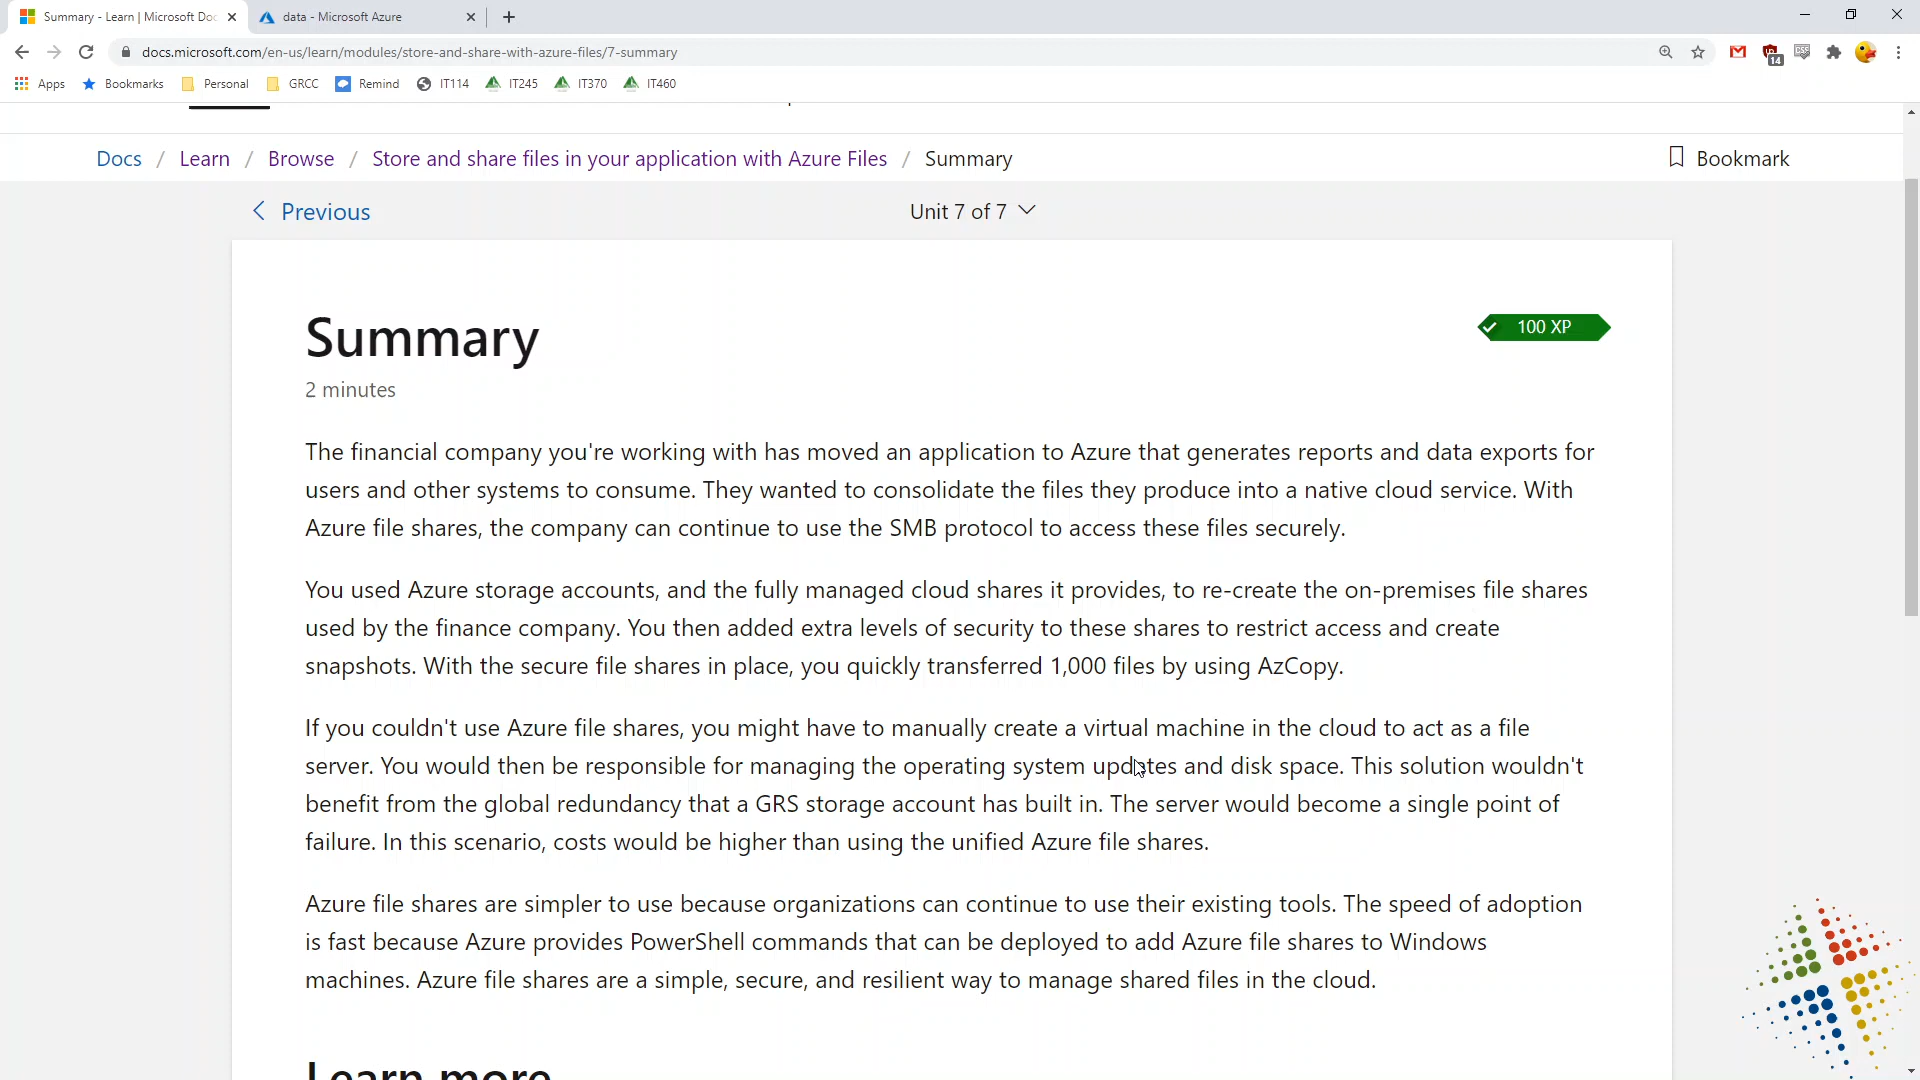 Summary - Learn | Microsoft Doc
data - Microsoft Azure
docs.microsoft.com/en-us/learn/modules/store-and-share-with-azure-files/7-summary
14
CSS
Apps Bookmarks Personal GRCC Remind IT114 IT245 IT370 IT460
Docs / Learn / Browse / Store and share files in your application with Azure Files / Summary
Bookmark
Previous
Unit 7 of 7
Summary
100 XP
2 minutes
The financial company you're working with has moved an application to Azure that generates reports and data exports for
users and other systems to consume. They wanted to consolidate the files they produce into a native cloud service. With
Azure file shares, the company can continue to use the SMB protocol to access these files securely.
You used Azure storage accounts, and the fully managed cloud shares it provides, to re-create the on-premises file shares
used by the finance company. You then added extra levels of security to these shares to restrict access and create
snapshots. With the secure file shares in place, you quickly transferred 1,000 files by using AzCopy.
If you couldn't use Azure file shares, you might have to manually create a virtual machine in the cloud to act as a file
server. You would then be responsible for managing the operating system updates and disk space. This solution wouldn't
benefit from the global redundancy that a GRS storage account has built in. The server would become a single point of
failure. In this scenario, costs would be higher than using the unified Azure file shares.
Azure file shares are simpler to use because organizations can continue to use their existing tools. The speed of adoption
is fast because Azure provides PowerShell commands that can be deployed to add Azure file shares to Windows
machines. Azure file shares are a simple, secure, and resilient way to manage shared files in the cloud.
Learn more